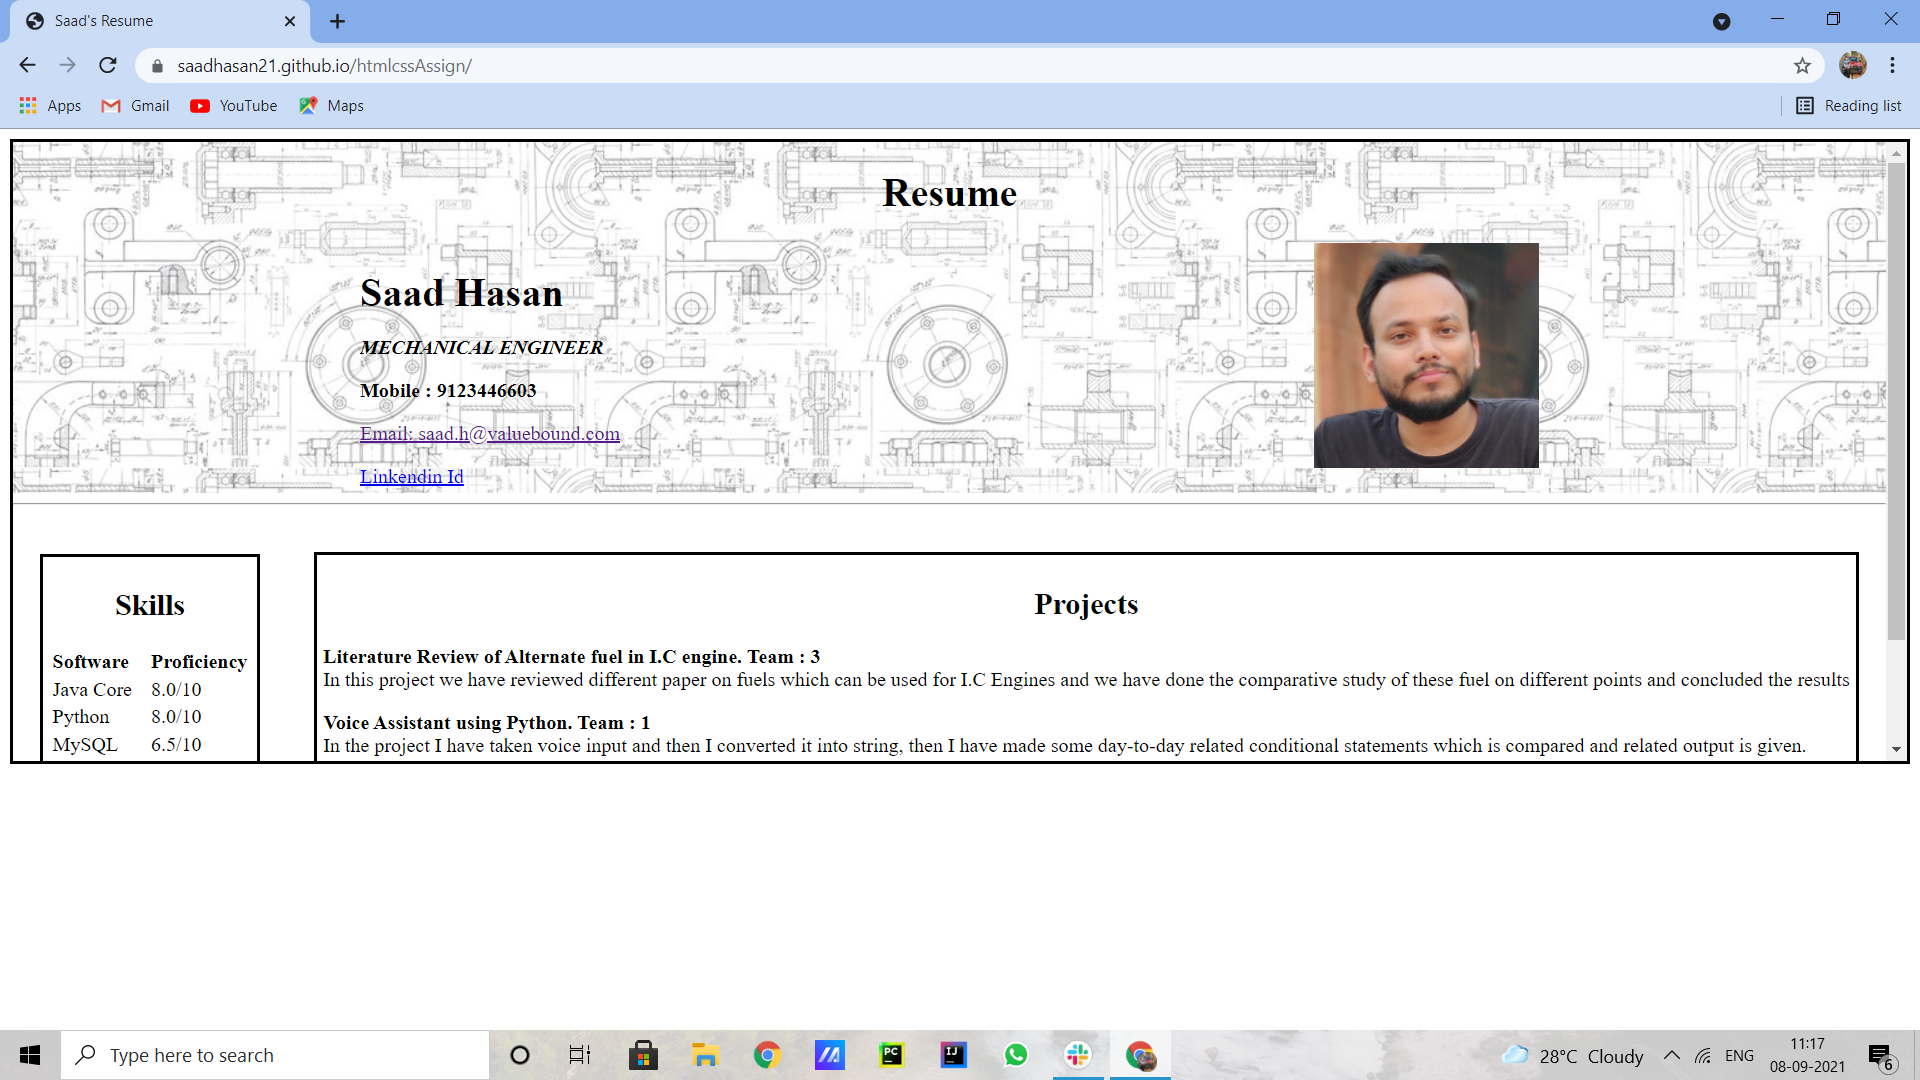 Saad's Resume
saadhasan21.github.io/htmlcssAssign/
Apps Gmail YouTube Maps Reading list
Resume
Saad Hasan
MECHANICAL ENGINEER
Mobile : 9123446603
Email: saad.h@valuebound.com
Linkendin Id
Skills
Software Proficiency
Java Core 8.0/10
Python 8.0/10
MySQL 6.5/10
Projects
Literature Review of Alternate fuel in I.C engine. Team : 3
In this project we have reviewed different paper on fuels which can be used for I.C Engines and we have done the comparative study of these fuel on different points and concluded the results
Voice Assistant using Python. Team : 1
In the project I have taken voice input and then I converted it into string, then I have made some day-to-day related conditional statements which is compared and related output is given.
Type here to search
PC
IJ
28°C Cloudy
ENG
11:17
08-09-2021
6